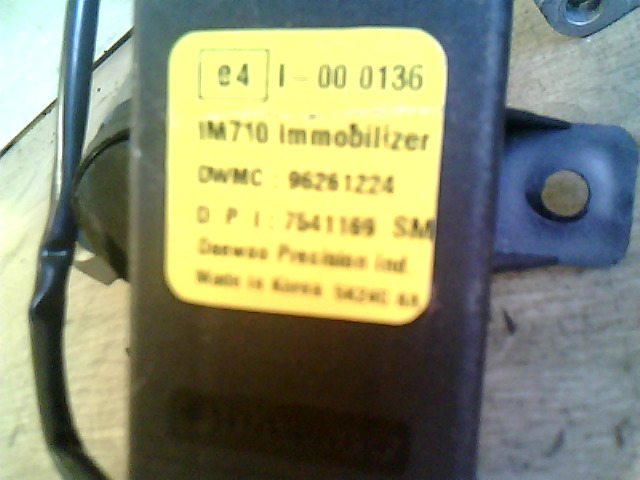 e4 I - 00 0136
IM710 Immobilizer
DWMC : 96261224
D P I : 7541169 SM
Daewoo Precision Ind.
Made in Korea